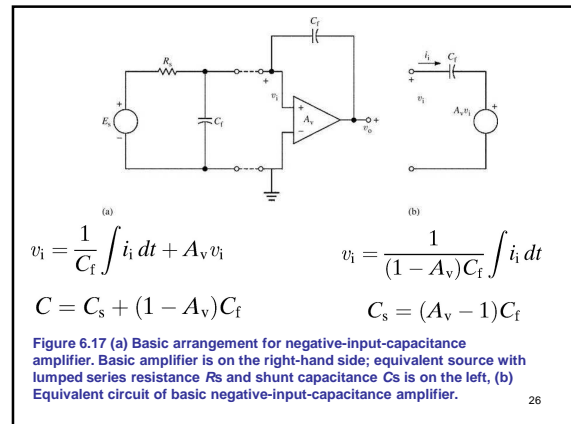 C_f
R_s
i_i
C_f
+
+
+
v_i
+
v_i
E_s
C_f
A_v
+
v_o
A_v v_i
−
−
−
(a)
(b)
v_i = 1/C_f ∫ i_i dt + A_v v_i
v_i = 1/((1 − A_v)C_f) ∫ i_i dt
C = C_s + (1 − A_v)C_f
C_s = (A_v − 1)C_f
Figure 6.17 (a) Basic arrangement for negative-input-capacitance
amplifier. Basic amplifier is on the right-hand side; equivalent source with
lumped series resistance Rs and shunt capacitance Cs is on the left, (b)
Equivalent circuit of basic negative-input-capacitance amplifier.
26